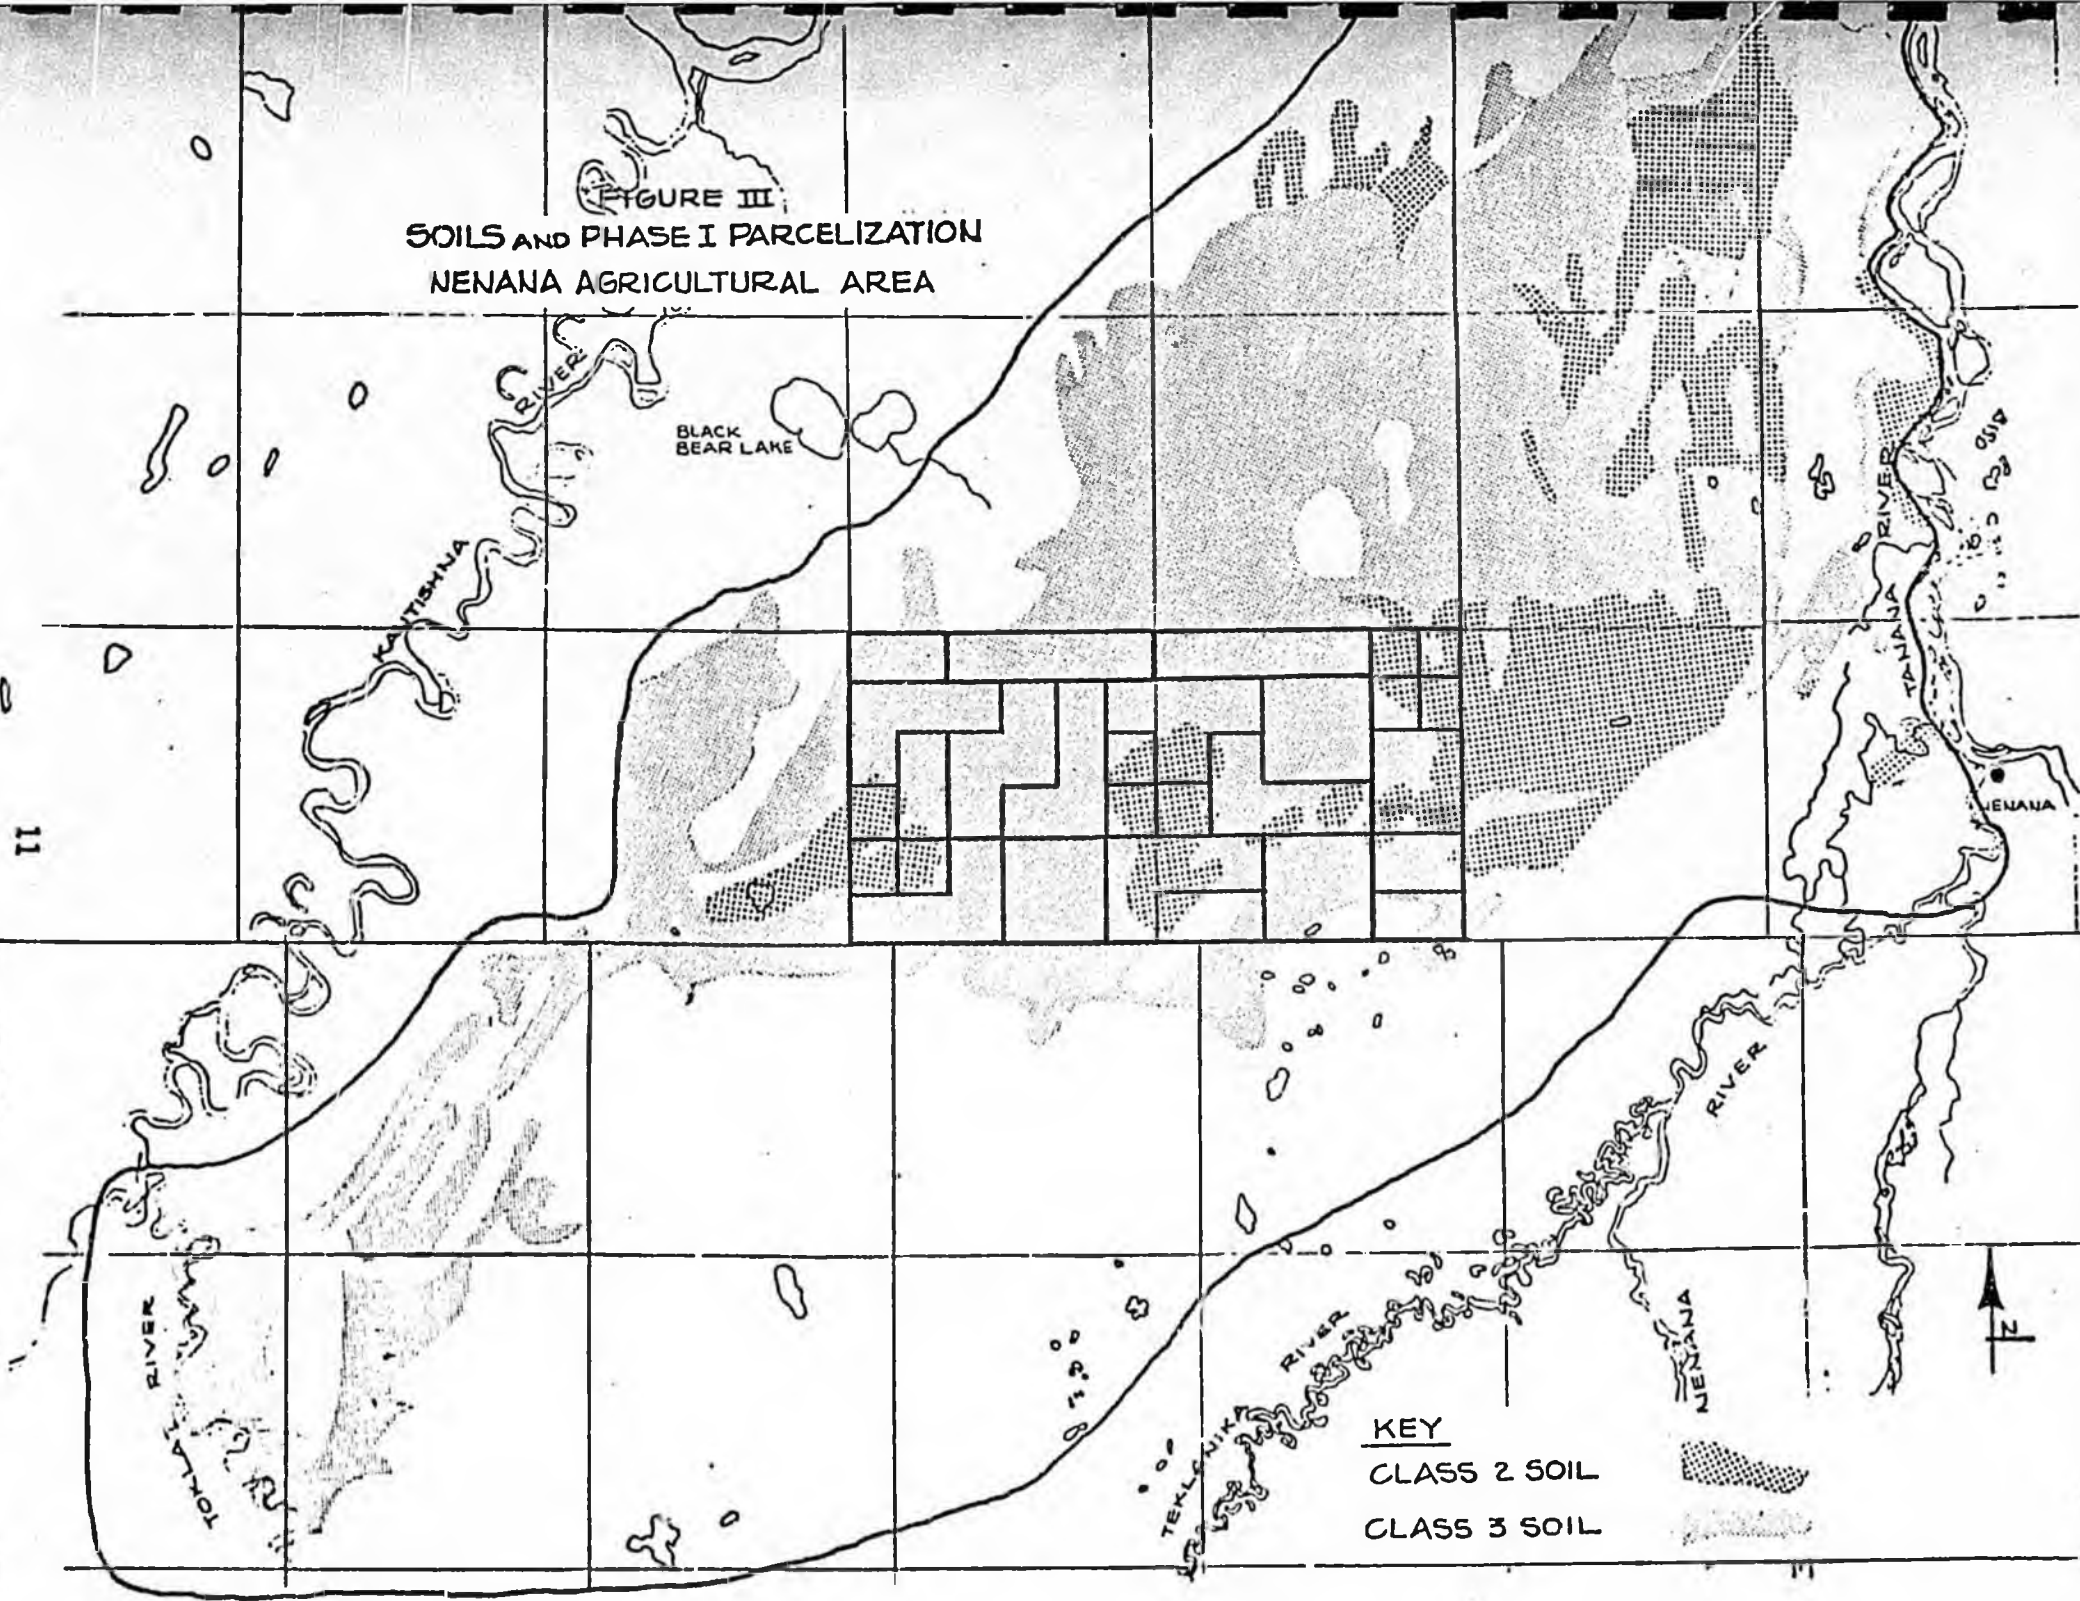 FIGURE III
SOILS AND PHASE I PARCELIZATION
NENANA AGRICULTURAL AREA
RIVER
BLACK
BEAR LAKE
KANTISHNA
RIVER
TANANA
NENANA
11
RIVER
RIVER
TOKLAT
RIVER
TEKLANIKA
NENANA
N
KEY
CLASS 2 SOIL
CLASS 3 SOIL